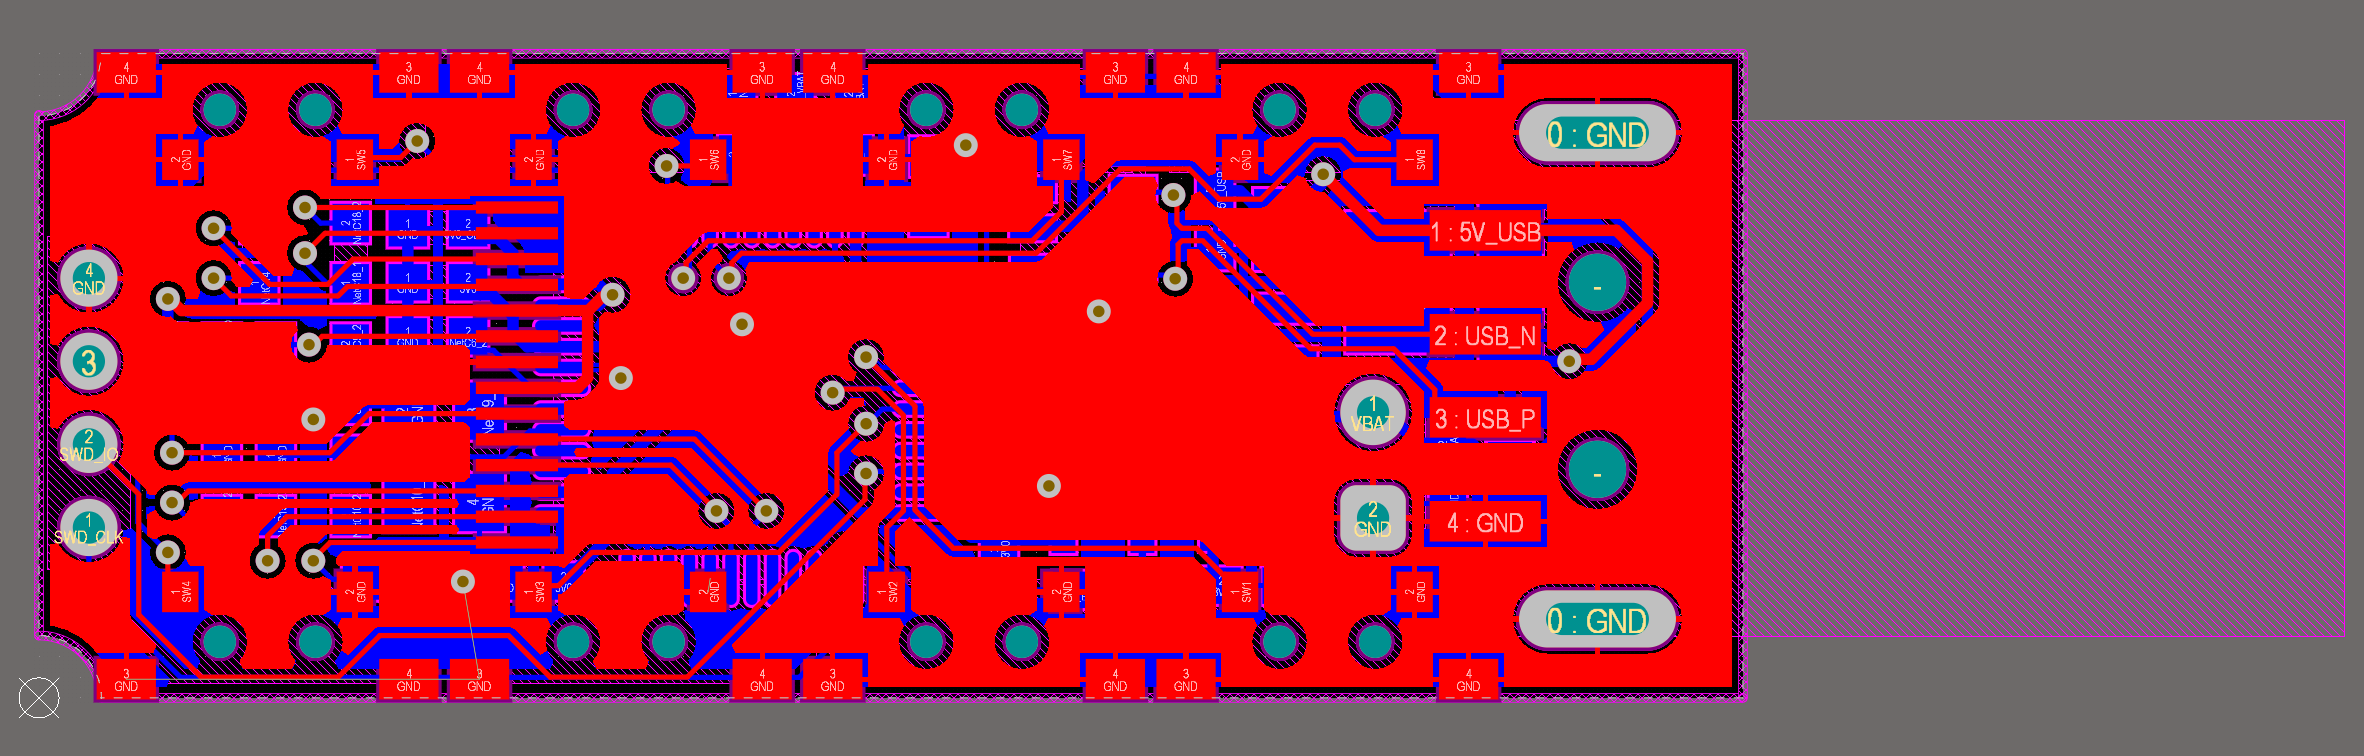 4
GND
3
GND
4
GND
3
GND
4
GND
3
GND
4
GND
3
GND
VBAT
2
GND
1
SW5
2
GND
1
SW6
2
GND
1
SW7
2
GND
1
SW8
0 : GND
1 : 5V_USB
2 : USB_N
3 : USB_P
4 : GND
0 : GND
-
-
1
VBAT
2
GND
4
GND
3
2
SWD_IO
1
SWD_CLK
1
SW4
2
GND
1
SW3
2
GND
1
SW2
2
GND
1
SW1
2
GND
3
GND
4
GND
3
GND
4
GND
3
GND
4
GND
3
GND
4
GND